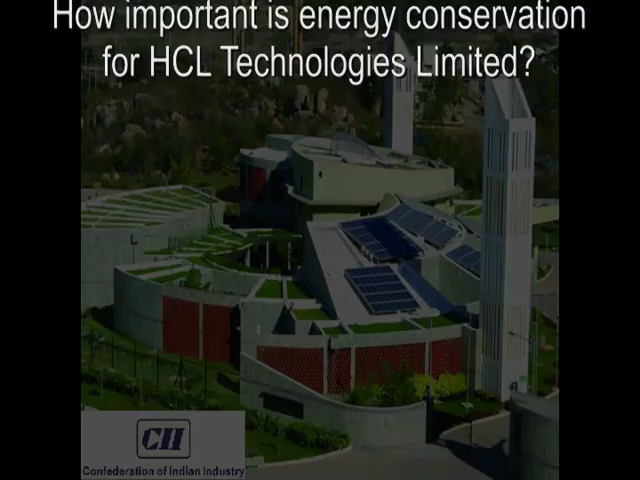 How important is energy conservation
for HCL Technologies Limited?
CII
Confederation of Indian Industry